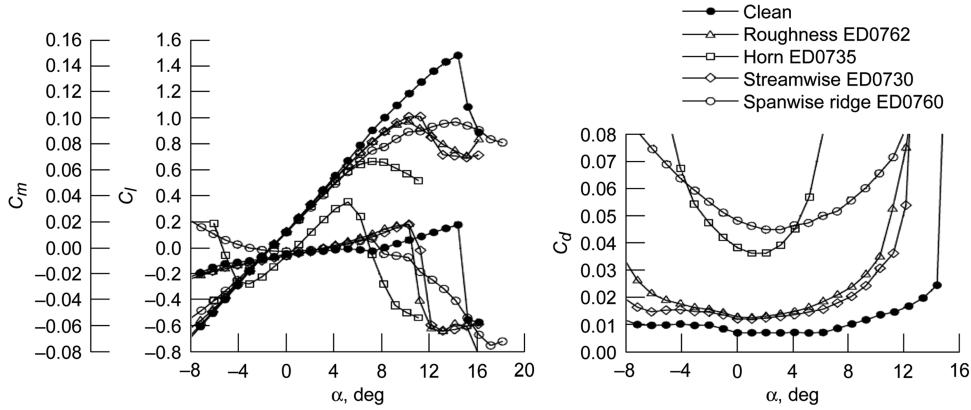 Clean
Roughness ED0762
Horn ED0735
Streamwise ED0730
Spanwise ridge ED0760
0.16
0.14
0.12
0.10
0.08
0.06
0.04
0.02
0.00
–0.02
–0.04
–0.06
–0.08
Cm
1.6
1.4
1.2
1.0
0.8
0.6
0.4
0.2
0.0
–0.2
–0.4
–0.6
–0.8
Cl
–8 –4 0 4 8 12 16 20
α, deg
0.08
0.07
0.06
0.05
0.04
0.03
0.02
0.01
0.00
Cd
–8 –4 0 4 8 12 16
α, deg